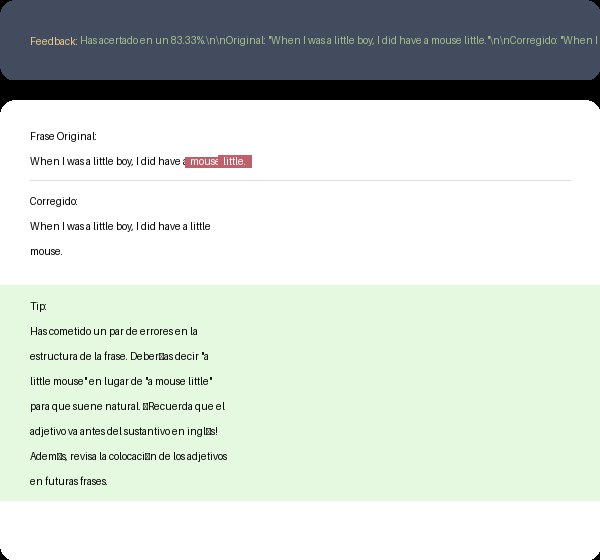 Feedback: Has acertado en un 83.33%.\n\nOriginal: "When I was a little boy, I did have a mouse little."\n\nCorregido: "When I
Frase Original:
When I was a little boy, I did have a mouse little.
Corregido:
When I was a little boy, I did have a little
mouse.
Tip:
Has cometido un par de errores en la
estructura de la frase. Deber▯as decir "a
little mouse" en lugar de "a mouse little"
para que suene natural. ▯Recuerda que el
adjetivo va antes del sustantivo en ingl▯s!
Adem▯s, revisa la colocaci▯n de los adjetivos
en futuras frases.